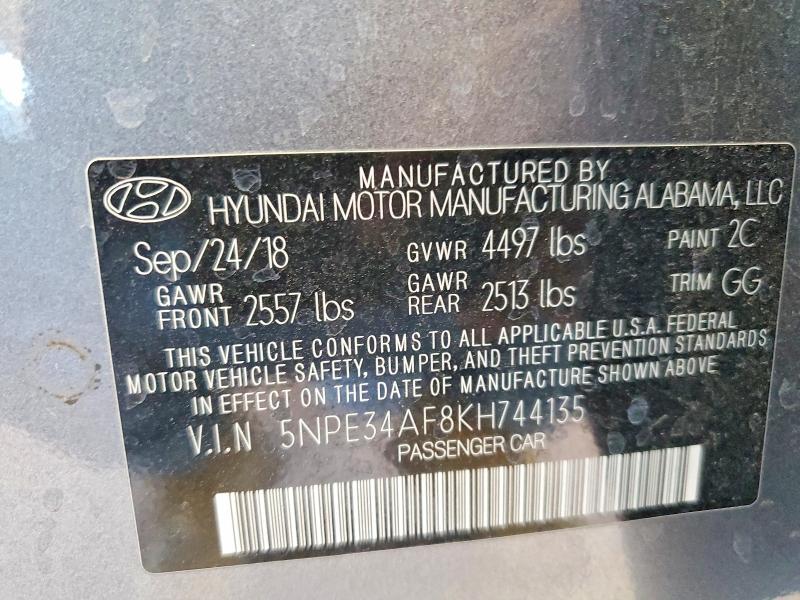 MANUFACTURED BY
HYUNDAI MOTOR MANUFACTURING ALABAMA, LLC
Sep/24/18 GVWR 4497 lbs PAINT 2C
GAWR FRONT 2557 lbs GAWR REAR 2513 lbs TRIM GG
THIS VEHICLE CONFORMS TO ALL APPLICABLE U.S.A. FEDERAL
MOTOR VEHICLE SAFETY, BUMPER, AND THEFT PREVENTION STANDARDS
IN EFFECT ON THE DATE OF MANUFACTURE SHOWN ABOVE
V.I.N 5NPE34AF8KH744135
PASSENGER CAR